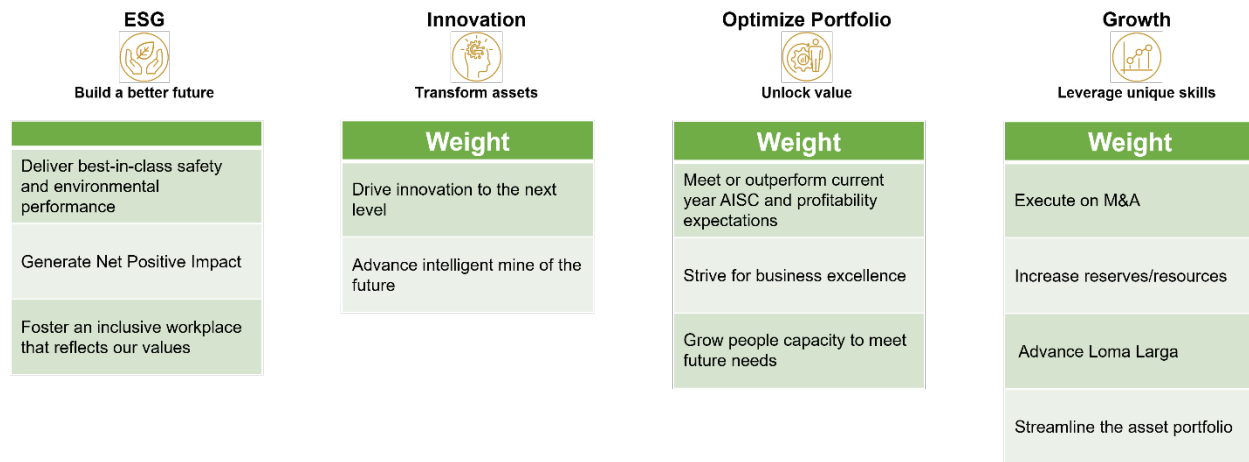 ESG
Build a better future
Deliver best-in-class safety
and environmental
performance
Generate Net Positive Impact
Foster an inclusive workplace
that reflects our values
Innovation
Transform assets
Weight
Drive innovation to the next
level
Advance intelligent mine of the
future
Optimize Portfolio
Unlock value
Weight
Meet or outperform current
year AISC and profitability
expectations
Strive for business excellence
Grow people capacity to meet
future needs
Growth
Leverage unique skills
Weight
Execute on M&A
Increase reserves/resources
Advance Loma Larga
Streamline the asset portfolio